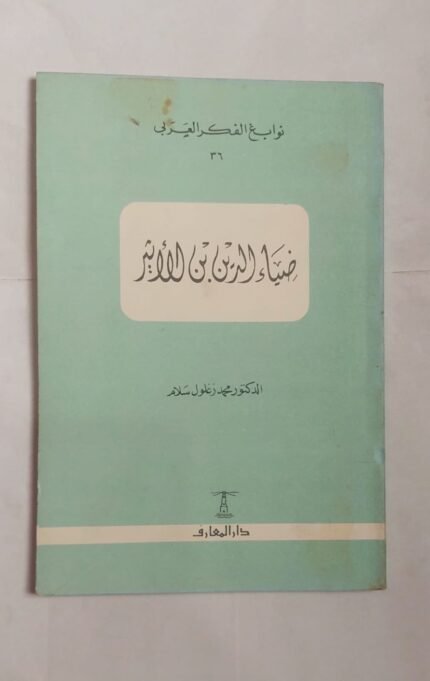 نوابغ الفكر العربي
٣٦
ضياء الدين بن الأثير
الدكتور محمد زغلول سلام
دار المعارف